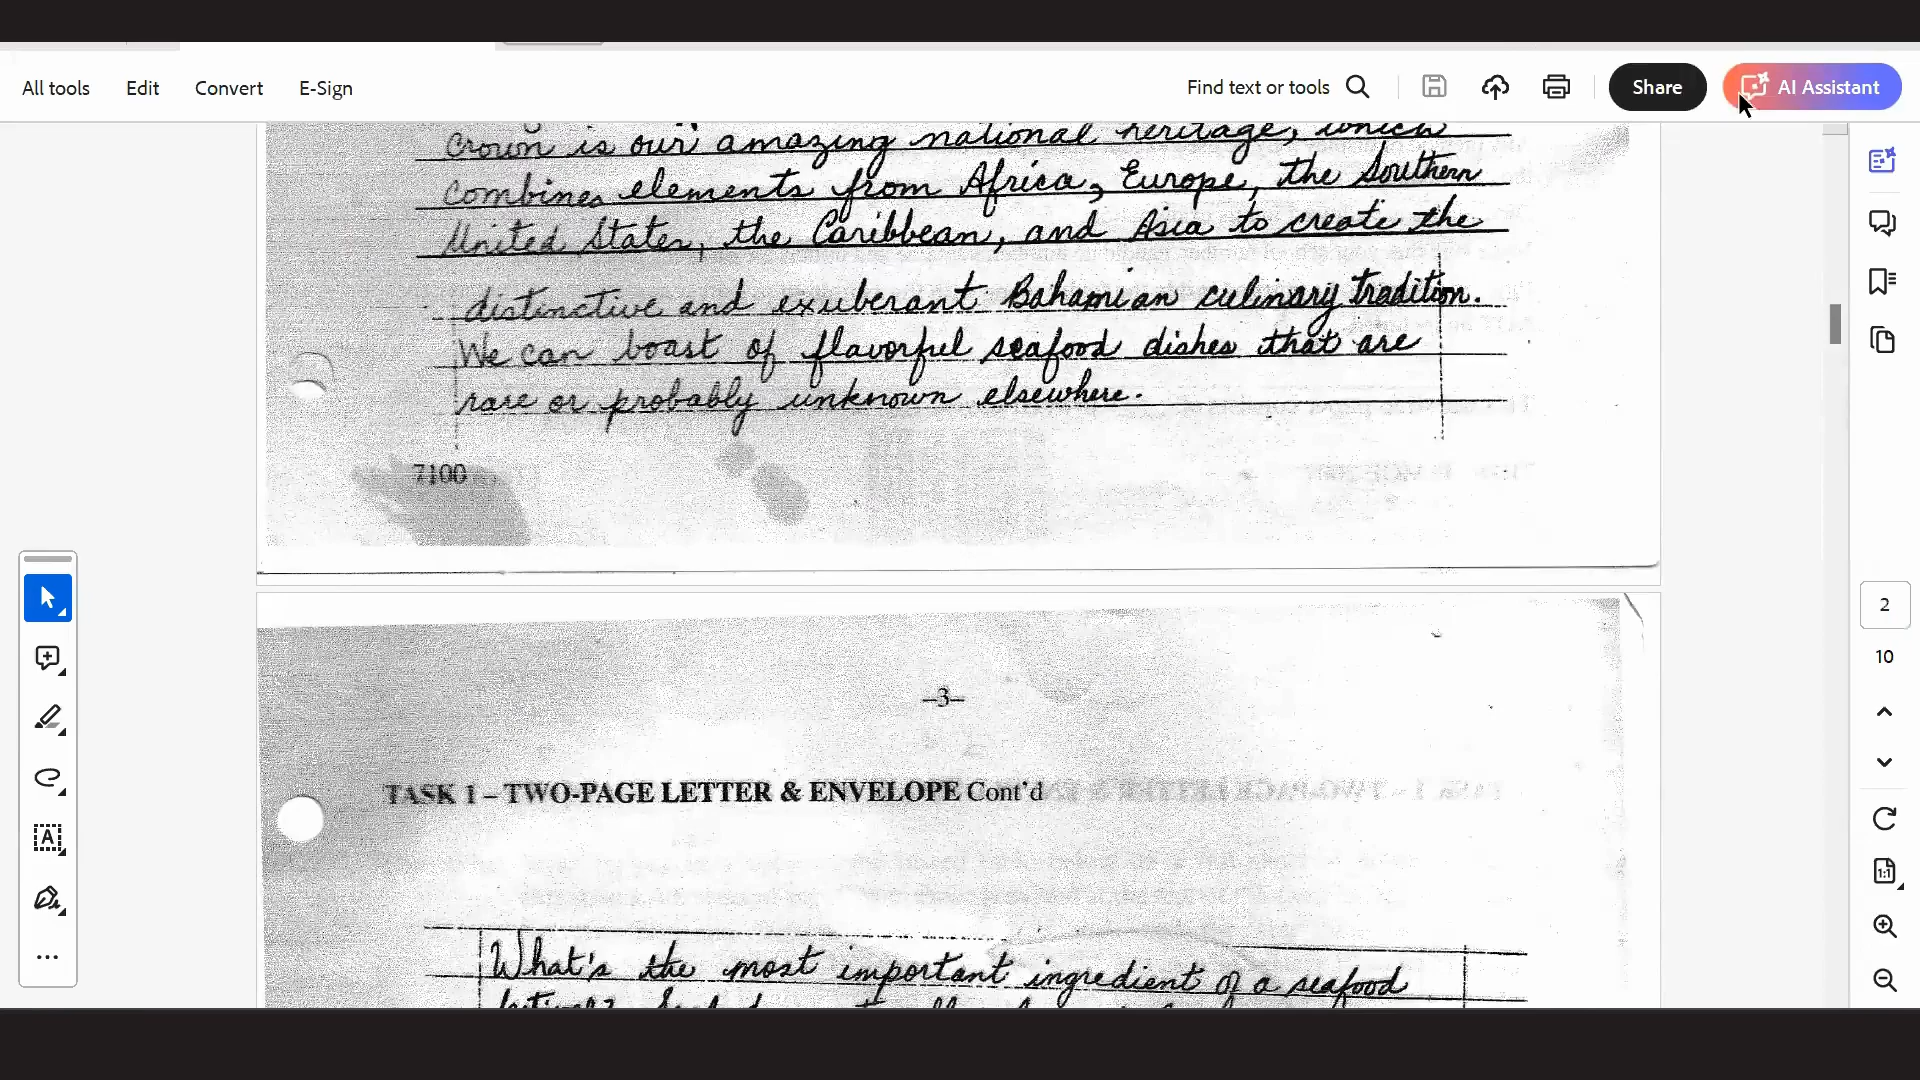 All tools Edit Convert E-Sign Find text or tools Share AI Assistant
Crown is our amazing national heritage, which
combines elements from Africa, Europe, the Southern
United States, the Caribbean, and Asia to create the
distinctive and exuberant Bahamian culinary tradition.
We can boast of flavorful seafood dishes that are
rare or probably unknown elsewhere.
7100
2
10
–3–
TASK 1 – TWO-PAGE LETTER & ENVELOPE Cont'd
What's the most important ingredient of a seafood